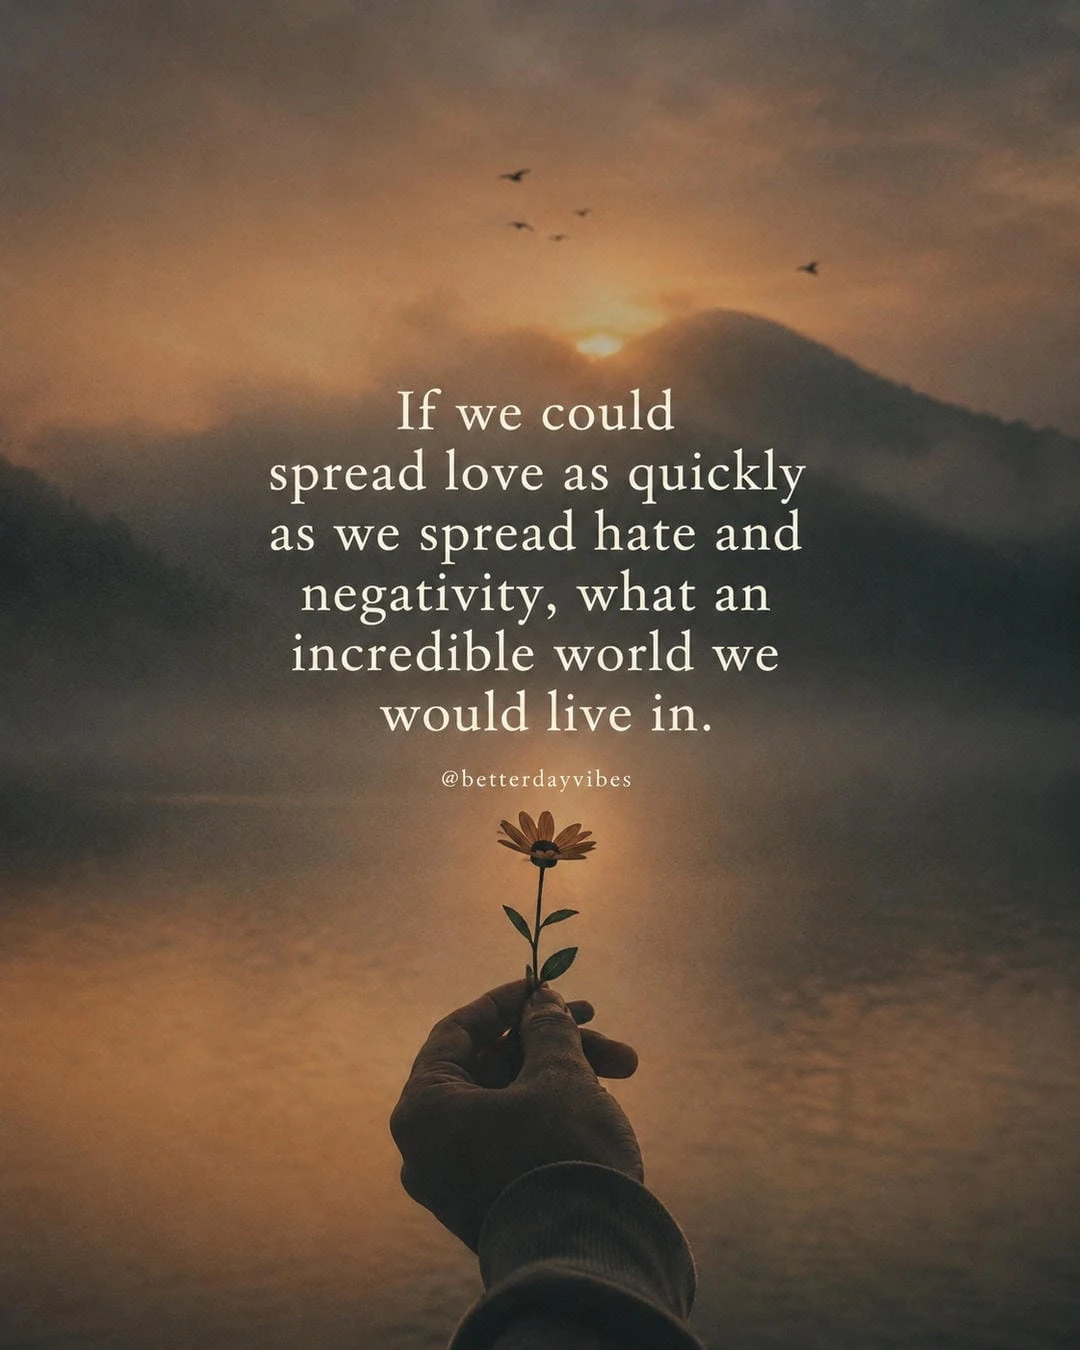 If we could
spread love as quickly
as we spread hate and
negativity, what an
incredible world we
would live in.
@betterdayvibes